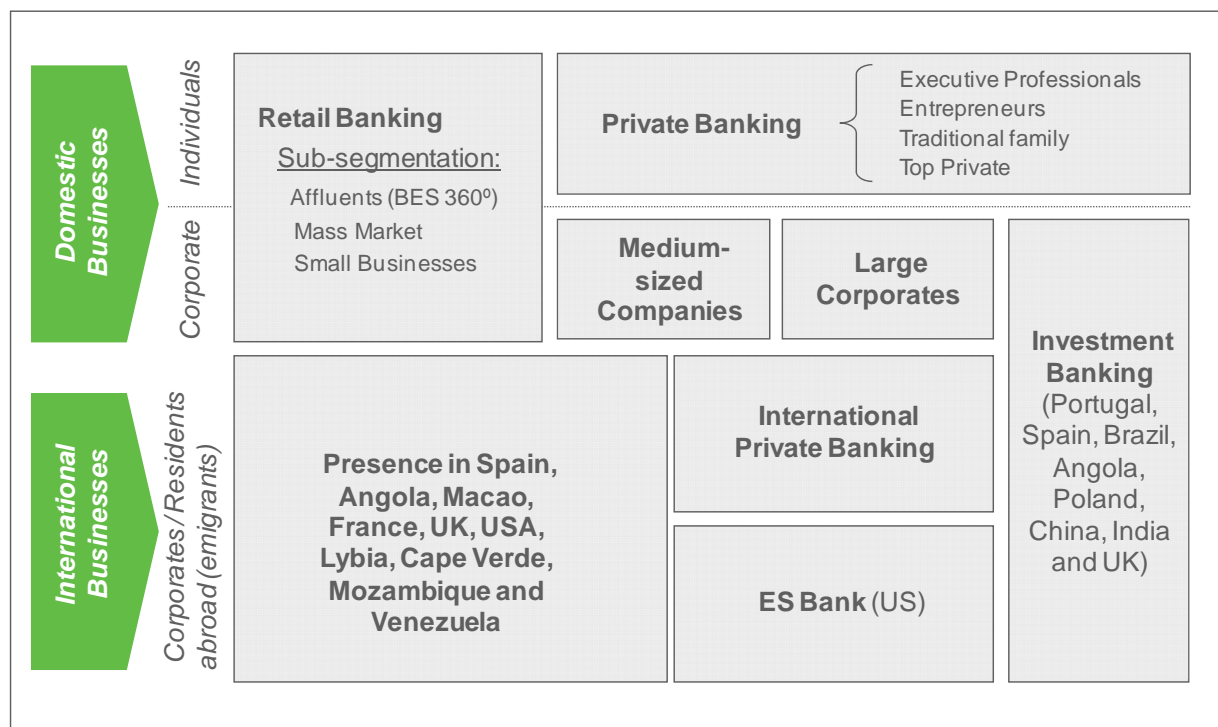 Domestic
Businesses
Individuals
Corporate
Retail Banking
Sub-segmentation:
Affluents (BES 360º)
Mass Market
Small Businesses
Private Banking
Executive Professionals
Entrepreneurs
Traditional family
Top Private
Medium-
sized
Companies
Large
Corporates
Investment
Banking
(Portugal,
Spain, Brazil,
Angola,
Poland,
China, India
and UK)
International
Businesses
Corporates / Residents
abroad (emigrants)
Presence in Spain,
Angola, Macao,
France, UK, USA,
Lybia, Cape Verde,
Mozambique and
Venezuela
International
Private Banking
ES Bank (US)